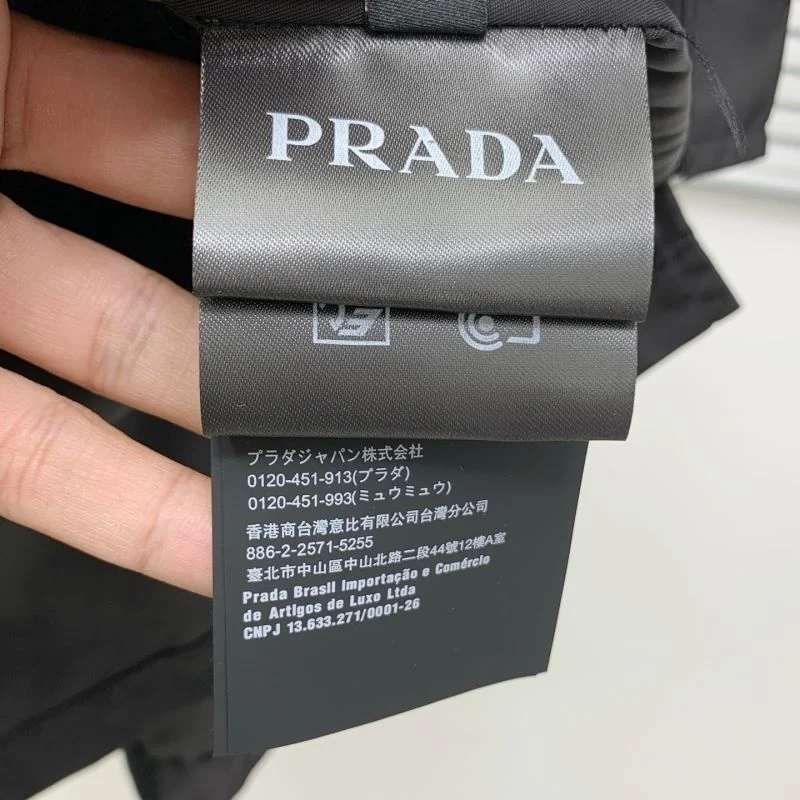 PRADA
プラダジャパン株式会社
0120-451-913(プラダ)
0120-451-993(ミュウミュウ)
香港商台灣意比有限公司台灣分公司
886-2-2571-5255
臺北市中山區中山北路二段44號12樓A室
Prada Brasil Importação e Comércio
de Artigos de Luxo Ltda
CNPJ 13.633.271/0001-26